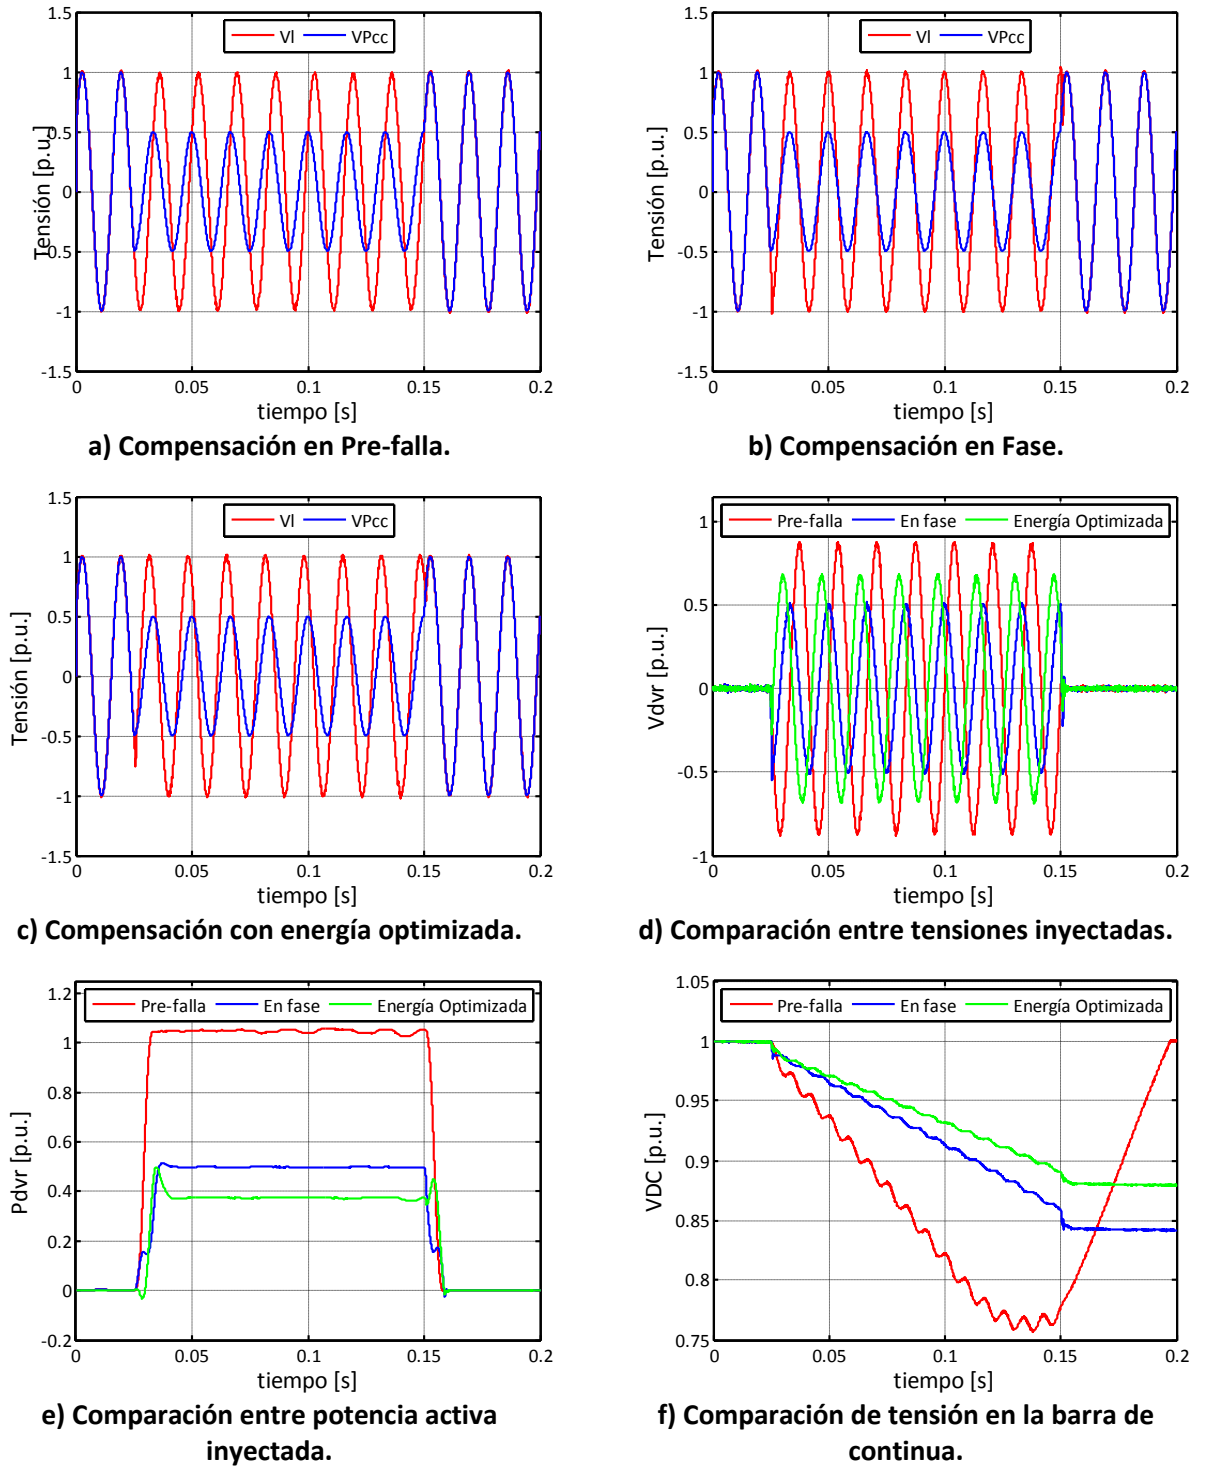 1.5
Vl VPcc
1
0.5
0
-0.5
-1
-1.5
Tensión [p.u.]
0 0.05 0.1 0.15 0.2
tiempo [s]
a) Compensación en Pre-falla.
1.5
Vl VPcc
1
0.5
0
-0.5
-1
-1.5
Tensión [p.u.]
0 0.05 0.1 0.15 0.2
tiempo [s]
b) Compensación en Fase.
1.5
Vl VPcc
1
0.5
0
-0.5
-1
-1.5
Tensión [p.u.]
0 0.05 0.1 0.15 0.2
tiempo [s]
c) Compensación con energía optimizada.
1
Pre-falla En fase Energía Optimizada
0.5
0
-0.5
-1
Vdvr [p.u.]
0 0.05 0.1 0.15 0.2
tiempo [s]
d) Comparación entre tensiones inyectadas.
1.2
Pre-falla En fase Energía Optimizada
1
0.8
0.6
0.4
0.2
0
-0.2
Pdvr [p.u.]
0 0.05 0.1 0.15 0.2
tiempo [s]
e) Comparación entre potencia activa
inyectada.
1.05
Pre-falla En fase Energía Optimizada
1
0.95
0.9
0.85
0.8
0.75
VDC [p.u.]
0 0.05 0.1 0.15 0.2
tiempo [s]
f) Comparación de tensión en la barra de
continua.